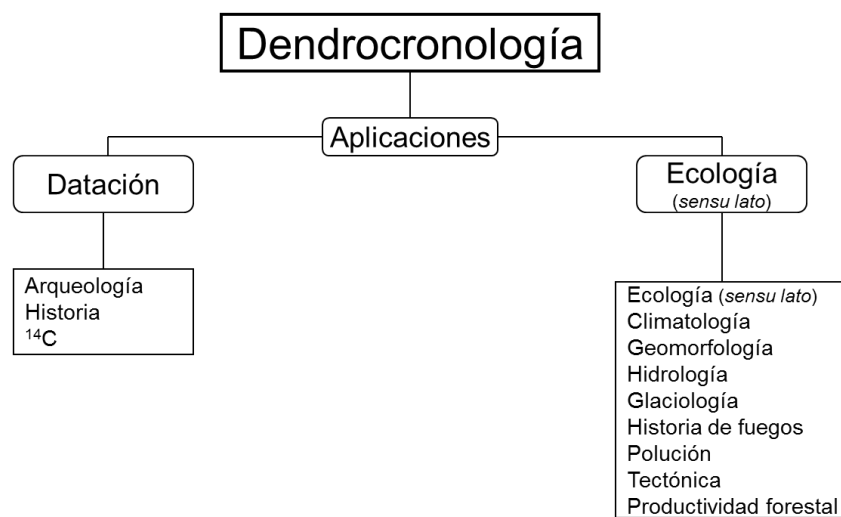 Dendrocronología
Aplicaciones
Datación
Ecología
(sensu lato)
Arqueología
Historia
¹⁴C
Ecología (sensu lato)
Climatología
Geomorfología
Hidrología
Glaciología
Historia de fuegos
Polución
Tectónica
Productividad forestal